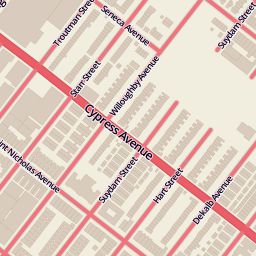 Troutman Street
Seneca Avenue
Suydam Street
Starr Street
Willoughby Avenue
Cypress Avenue
nt Nicholas Avenue
Suydam Street
Hart Street
Dekalb Avenue